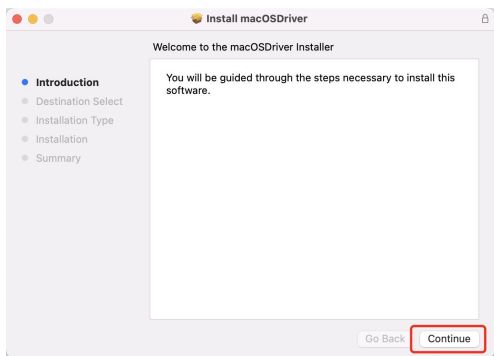 Install macOSDriver
Welcome to the macOSDriver Installer
Introduction
Destination Select
Installation Type
Installation
Summary
You will be guided through the steps necessary to install this
software.
Go Back
Continue